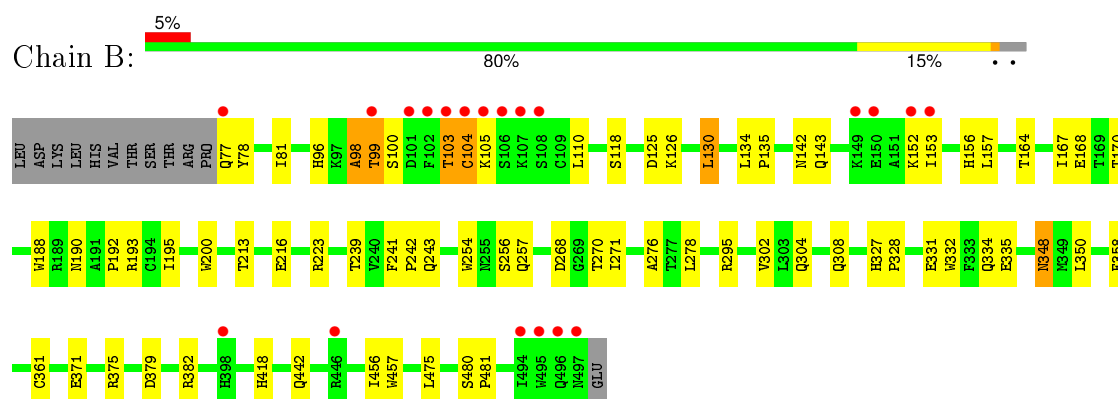 5%
Chain B:
80% 15% • •
LEU ASP LYS LEU HIS VAL THR SER THR ARG PRO Q77 Y78 I81 H96 K97 A98 T99 S100 D101 F102 T103 C104 K105 S106 K107 S108 C109 L110 S118 D125 K126 L130 L134 P135 N142 Q143 K149 E150 A151 K152 I153 H156 L157 T164 I167 E168 T169
W188 R189 N190 A191 P192 R193 C194 I195 W200 T213 E216 R223 T239 V240 F241 P242 Q243 W254 N255 S256 Q257 D268 G269 T270 I271 A276 T277 L278 R295 V302 L303 Q304 Q308 H327 P328 E331 W332 F333 Q334 E335 N348 M349 L350
C361 E371 R375 D379 R382 H398 H418 Q442 R446 I456 W457 L475 S480 P481 I494 W495 Q496 N497 GLU